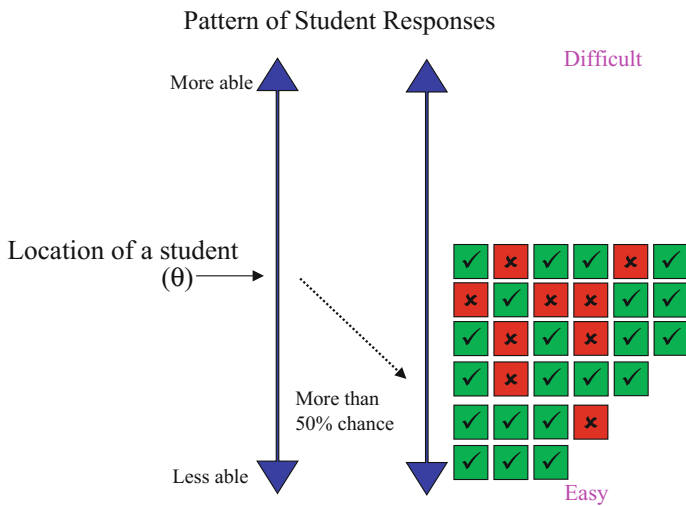 Pattern of Student Responses
More able
Difficult
Location of a student
(θ)
More than
50% chance
Less able
Easy